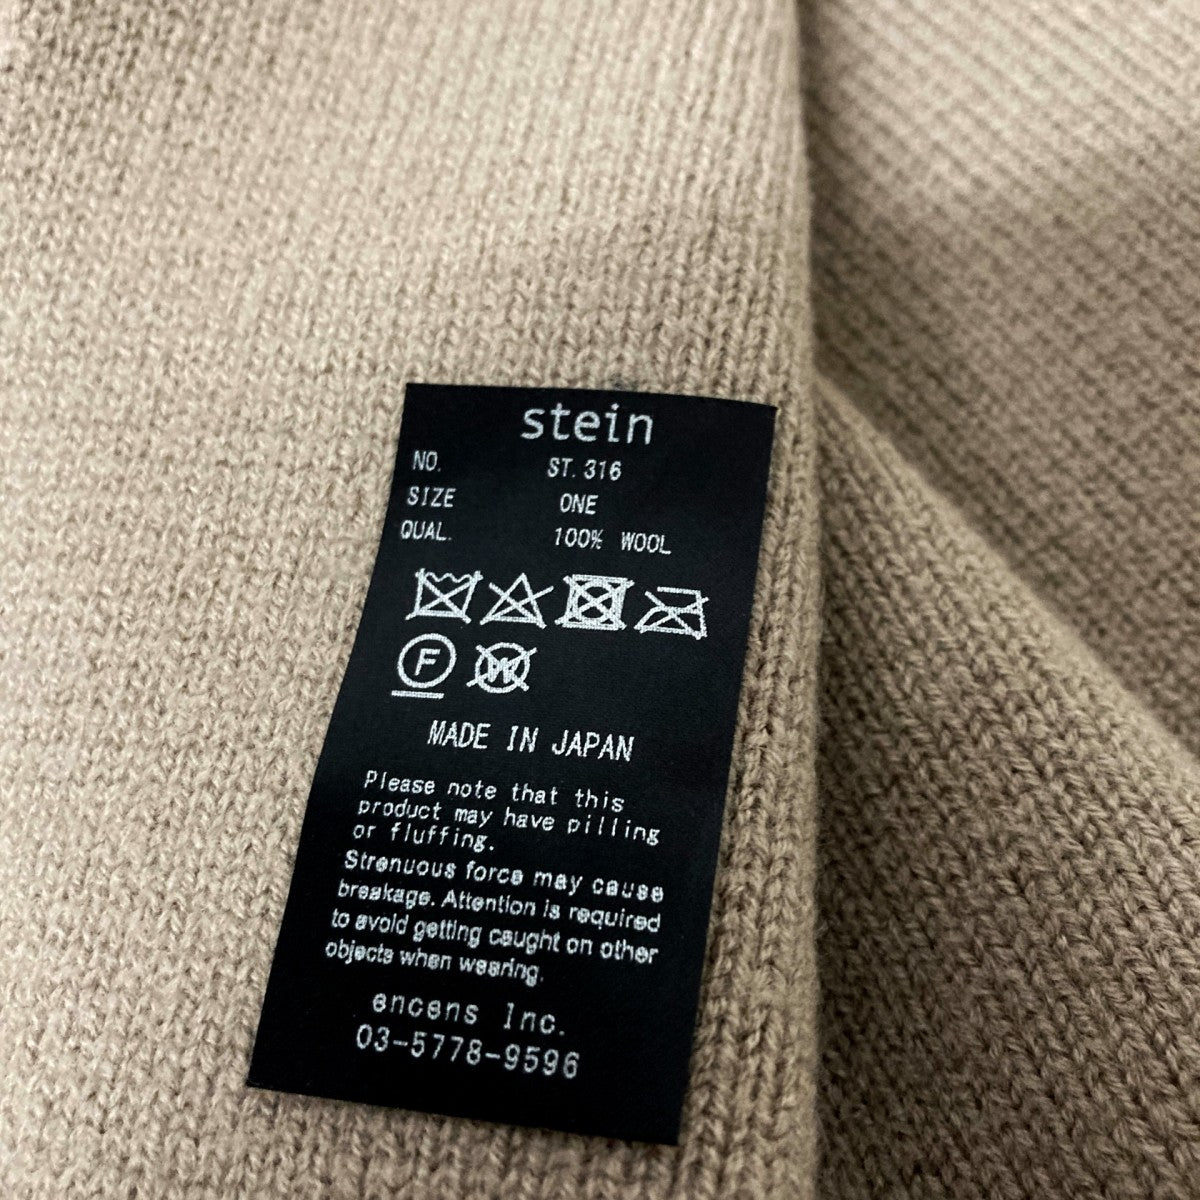 stein
NO. ST.316
SIZE ONE
QUAL. 100% WOOL
F W
MADE IN JAPAN
Please note that this
product may have pilling
or fluffing.
Strenuous force may cause
breakage. Attention is required
to avoid getting caught on other
objects when wearing.
encens Inc.
03-5778-9596